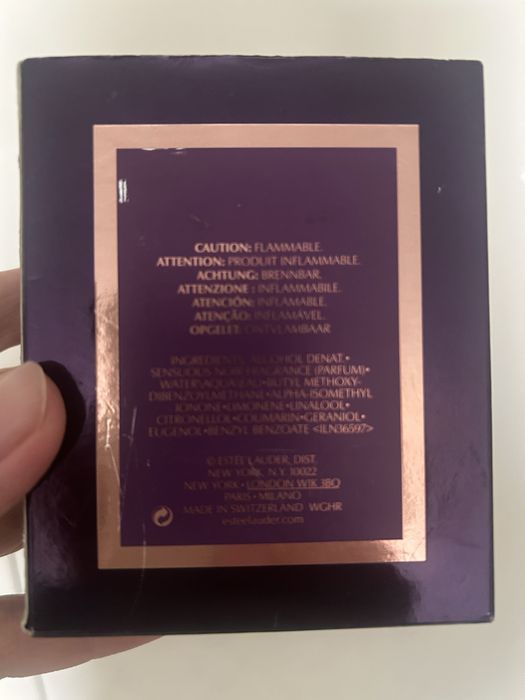 CAUTION: FLAMMABLE.
ATTENTION: PRODUIT INFLAMMABLE.
ACHTUNG: BRENNBAR.
ATTENZIONE : INFLAMMABILE.
ATENCIÓN: INFLAMABLE.
ATENÇÃO: INFLAMÁVEL.
OPGELET: ONTVLAMBAAR
INGREDIENTS: ALCOHOL DENAT.•
SENSUOUS NOIR FRAGRANCE (PARFUM)•
WATER\AQUA\EAU•BUTYL METHOXY-
DIBENZOYLMETHANE•ALPHA-ISOMETHYL
IONONE•LIMONENE•LINALOOL•
CITRONELLOL•COUMARIN•GERANIOL•
EUGENOL•BENZYL BENZOATE <ILN36597>
© ESTÉE LAUDER, DIST.
NEW YORK, N.Y. 10022
NEW YORK • LONDON W1K 3BQ
PARIS • MILANO
MADE IN SWITZERLAND WGHR
esteelauder.com